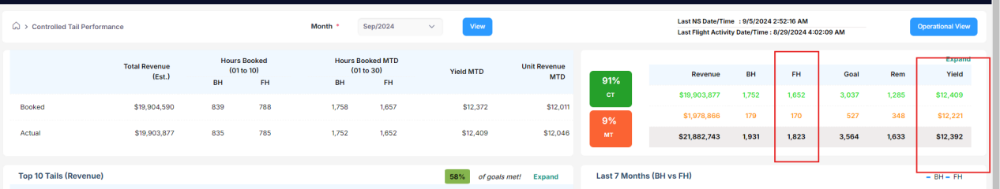 > Controlled Tail Performance
Month *
Sep/2024
View
Last NS Date/Time : 9/5/2024 2:52:16 AM
Last Flight Activity Date/Time : 8/29/2024 4:02:09 AM
Operational View
Total Revenue (Est.)
Hours Booked (01 to 10)
Hours Booked MTD (01 to 30)
Yield MTD
Unit Revenue MTD
BH FH BH FH
Booked $19,904,590 839 788 1,758 1,657 $12,372 $12,011
Actual $19,903,877 835 785 1,752 1,652 $12,409 $12,046
Expand
91% CT
9% MT
Revenue BH FH Goal Rem Yield
$19,903,877 1,752 1,652 3,037 1,285 $12,409
$1,978,866 179 170 527 348 $12,221
$21,882,743 1,931 1,823 3,564 1,633 $12,392
Top 10 Tails (Revenue)
58% of goals met! Expand
Last 7 Months (BH vs FH)
BH FH